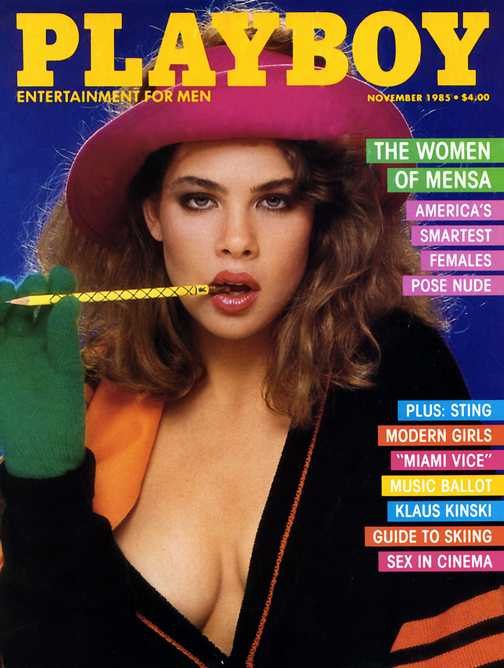 PLAYBOY
ENTERTAINMENT FOR MEN
NOVEMBER 1985 • $4.00
THE WOMEN
OF MENSA
AMERICA'S
SMARTEST
FEMALES
POSE NUDE
PLUS: STING
MODERN GIRLS
"MIAMI VICE"
MUSIC BALLOT
KLAUS KINSKI
GUIDE TO SKIING
SEX IN CINEMA